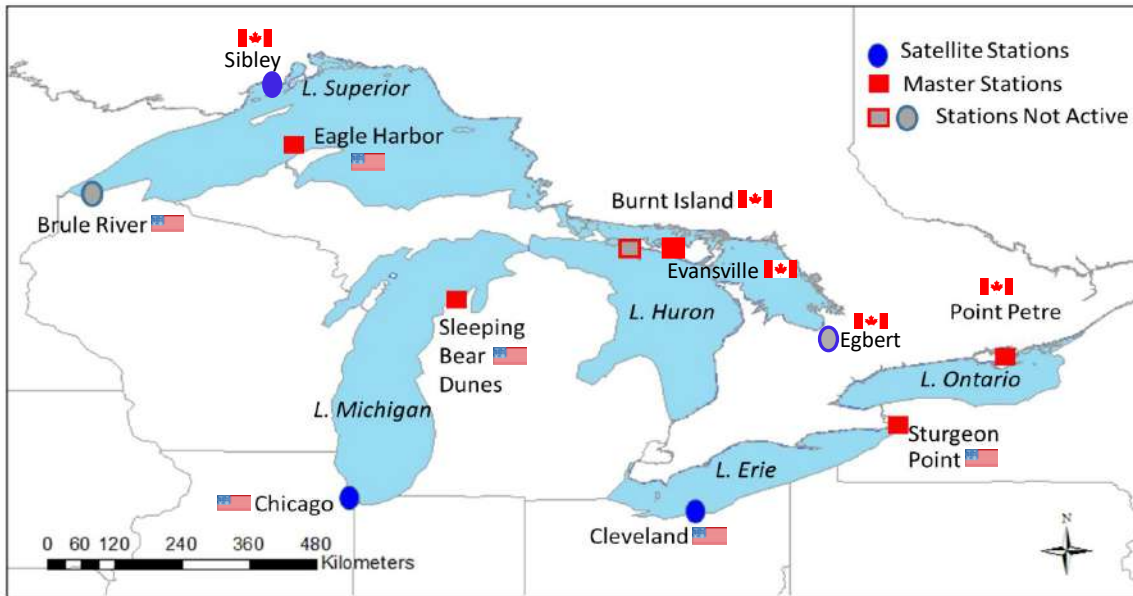 Sibley
L. Superior
Satellite Stations
Master Stations
Stations Not Active
Eagle Harbor
Brule River
Burnt Island
Evansville
L. Huron
Point Petre
Egbert
Sleeping
Bear
Dunes
L. Michigan
L. Ontario
Sturgeon
Point
L. Erie
Chicago
Cleveland
N
0 60 120 240 360 480
Kilometers